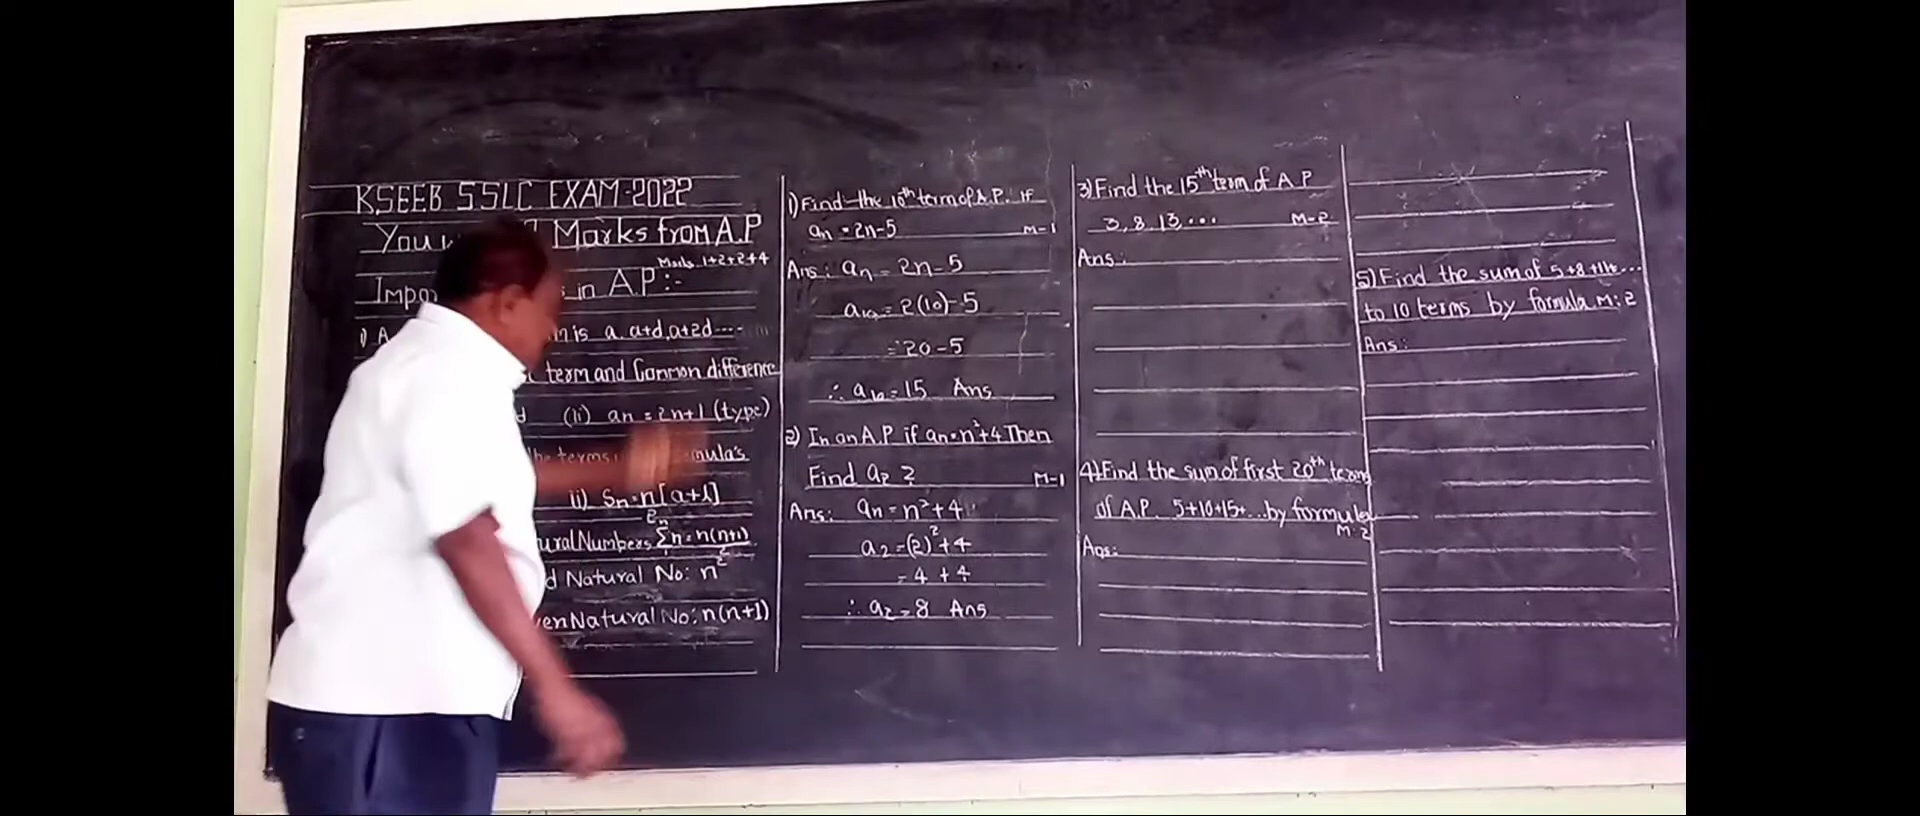 KSEEB SSLC EXAM-2022
You Marks from A.P
Marks 1+2+2+4
in A.P:-
is a, a+d, a+2d----
term and Common difference
(ii) an = 2n+1 (type)
the terms
ii) Sn = n/2 [a+l]
Numbers Σn = n(n+1)/2
Natural No: n²
Natural No: n(n+1)
1) Find the 10th term of A.P. if
an = 2n-5 M-1
Ans: an = 2n-5
a10 = 2(10)-5
= 20-5
∴ a10 = 15 Ans
2) In an A.P if an = n²+4 Then
Find a2 ? M-1
Ans: an = n²+4
a2 = (2)²+4
= 4+4
∴ a2 = 8 Ans
3) Find the 15th term of A.P
3, 8, 13, ... M-2
Ans:
4) Find the sum of first 20th terms
of A.P. 5+10+15+... by formula
M-2
Ans:
5) Find the sum of 5+8+11+...
to 10 terms by formula M:2
Ans: